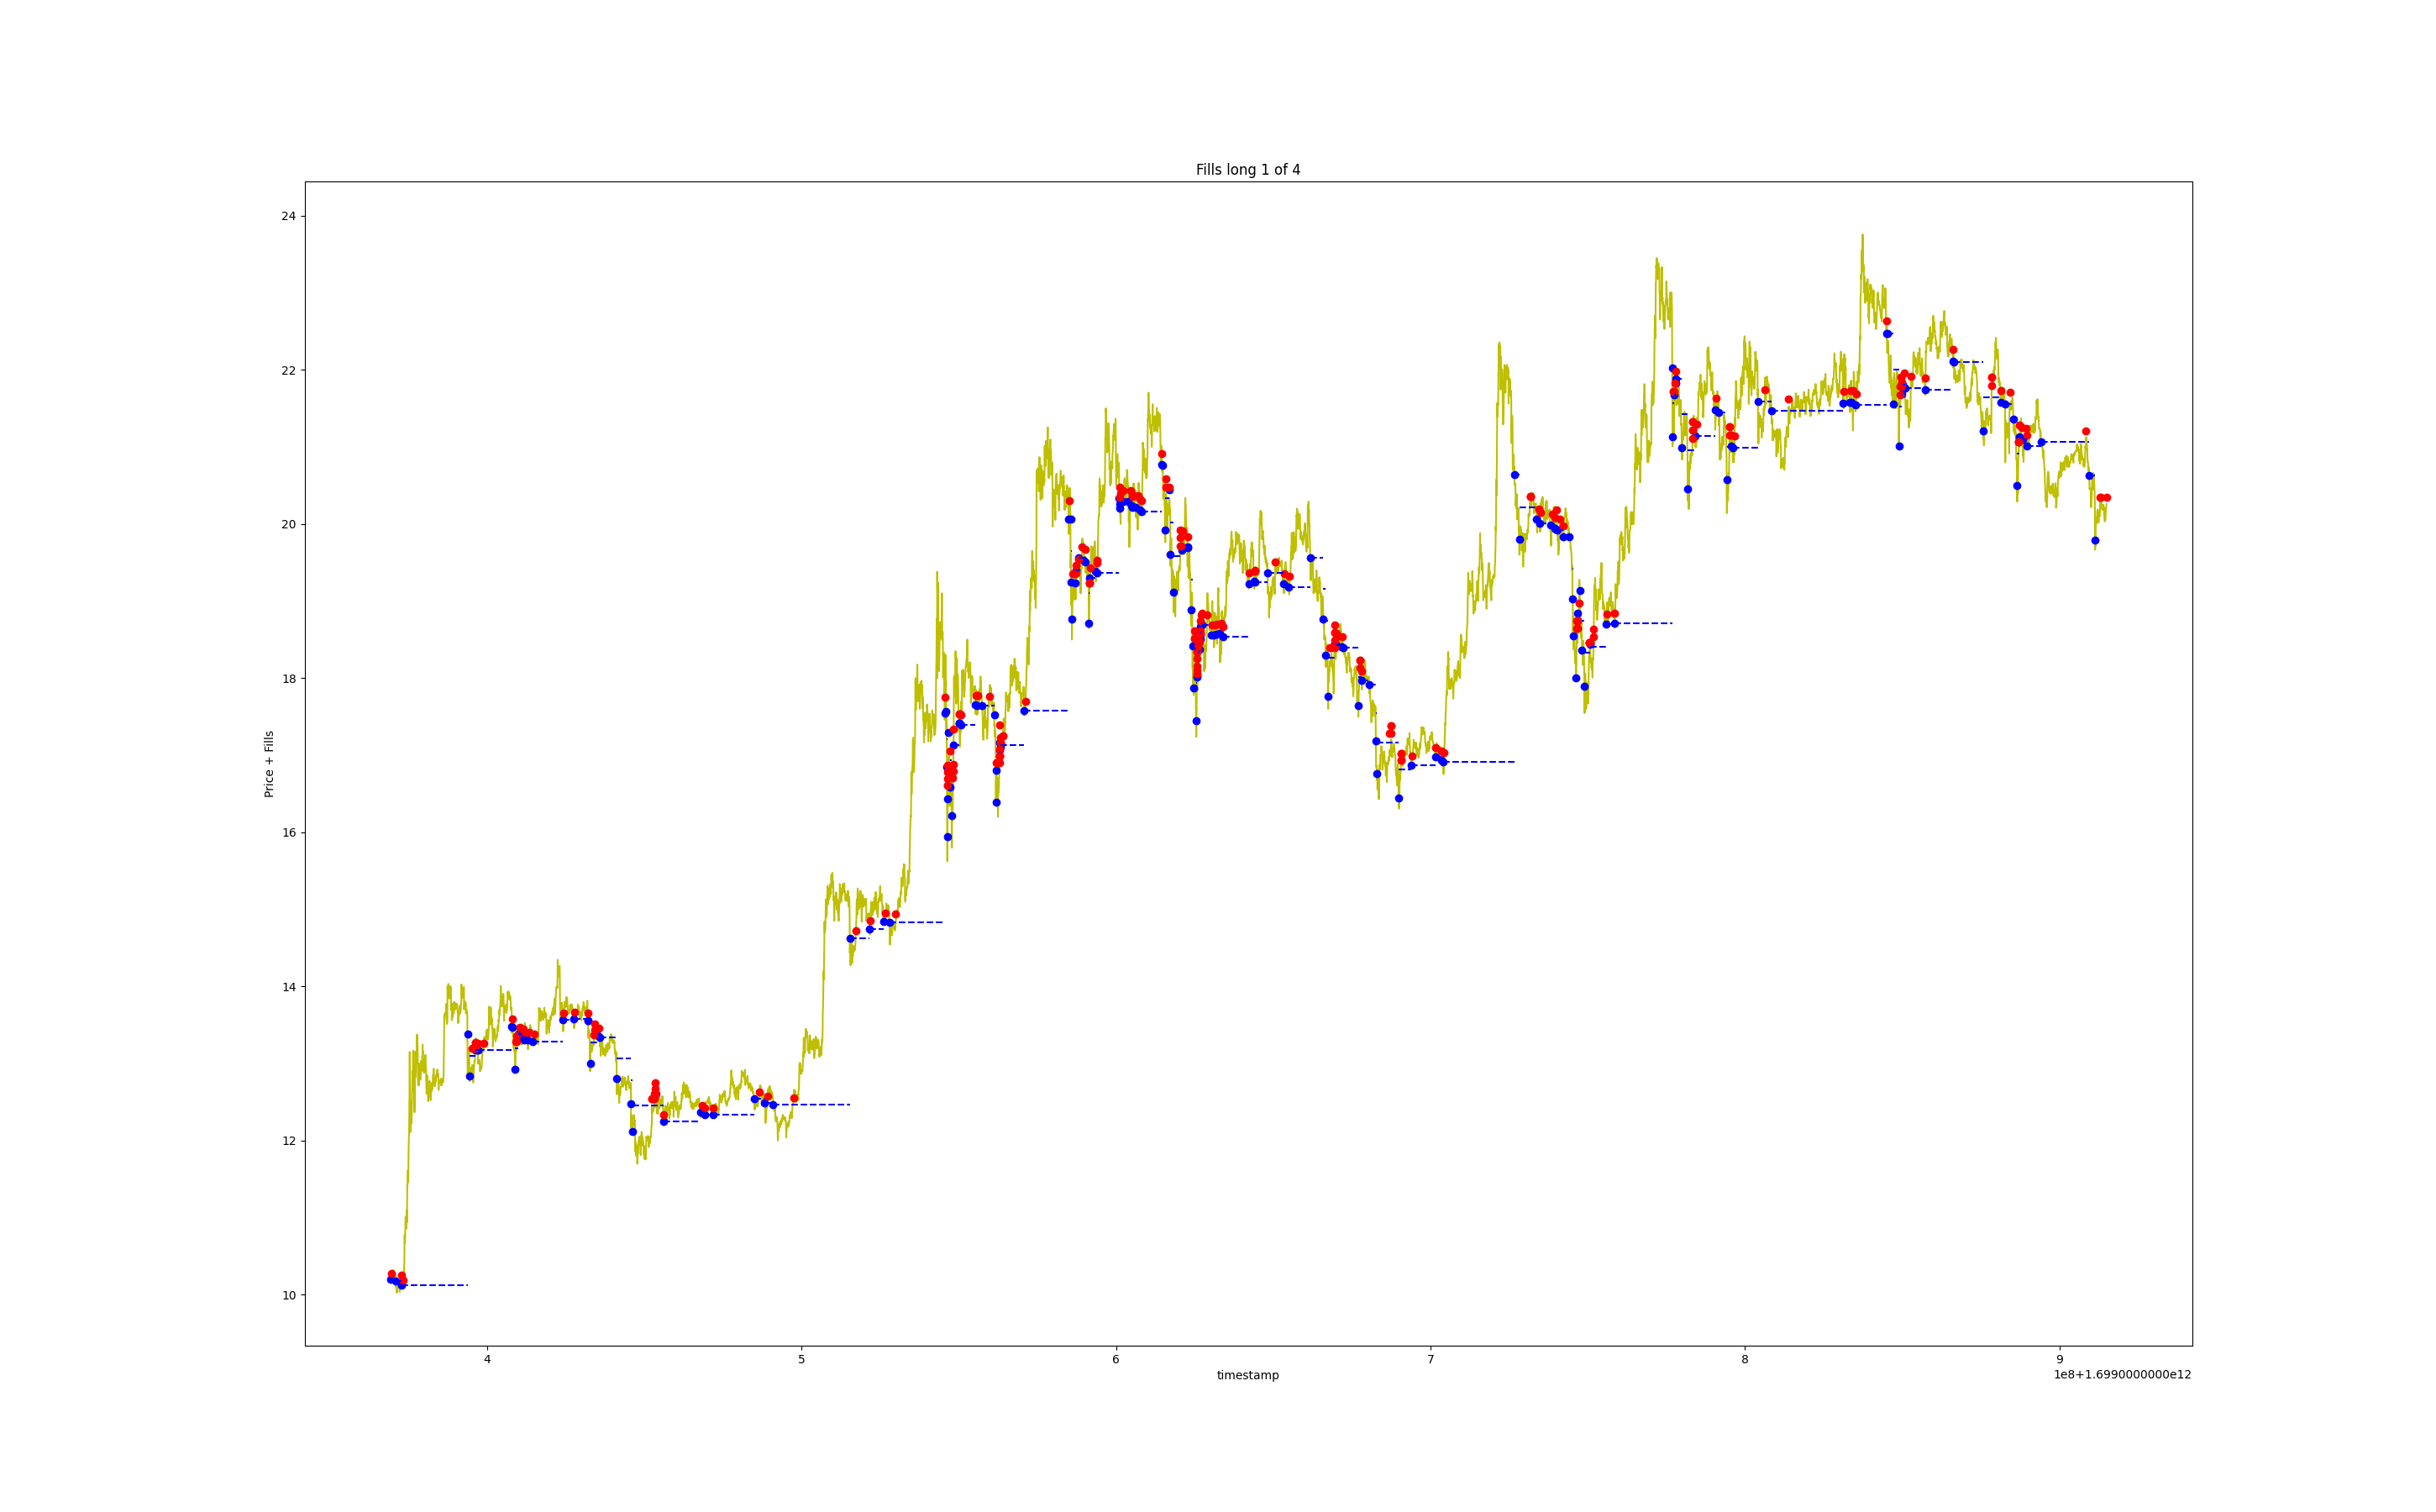 Fills long 1 of 4
24
22
20
18
16
14
12
10
Price + Fills
4 5 6 7 8 9
timestamp
1e8+1.6990000000e12